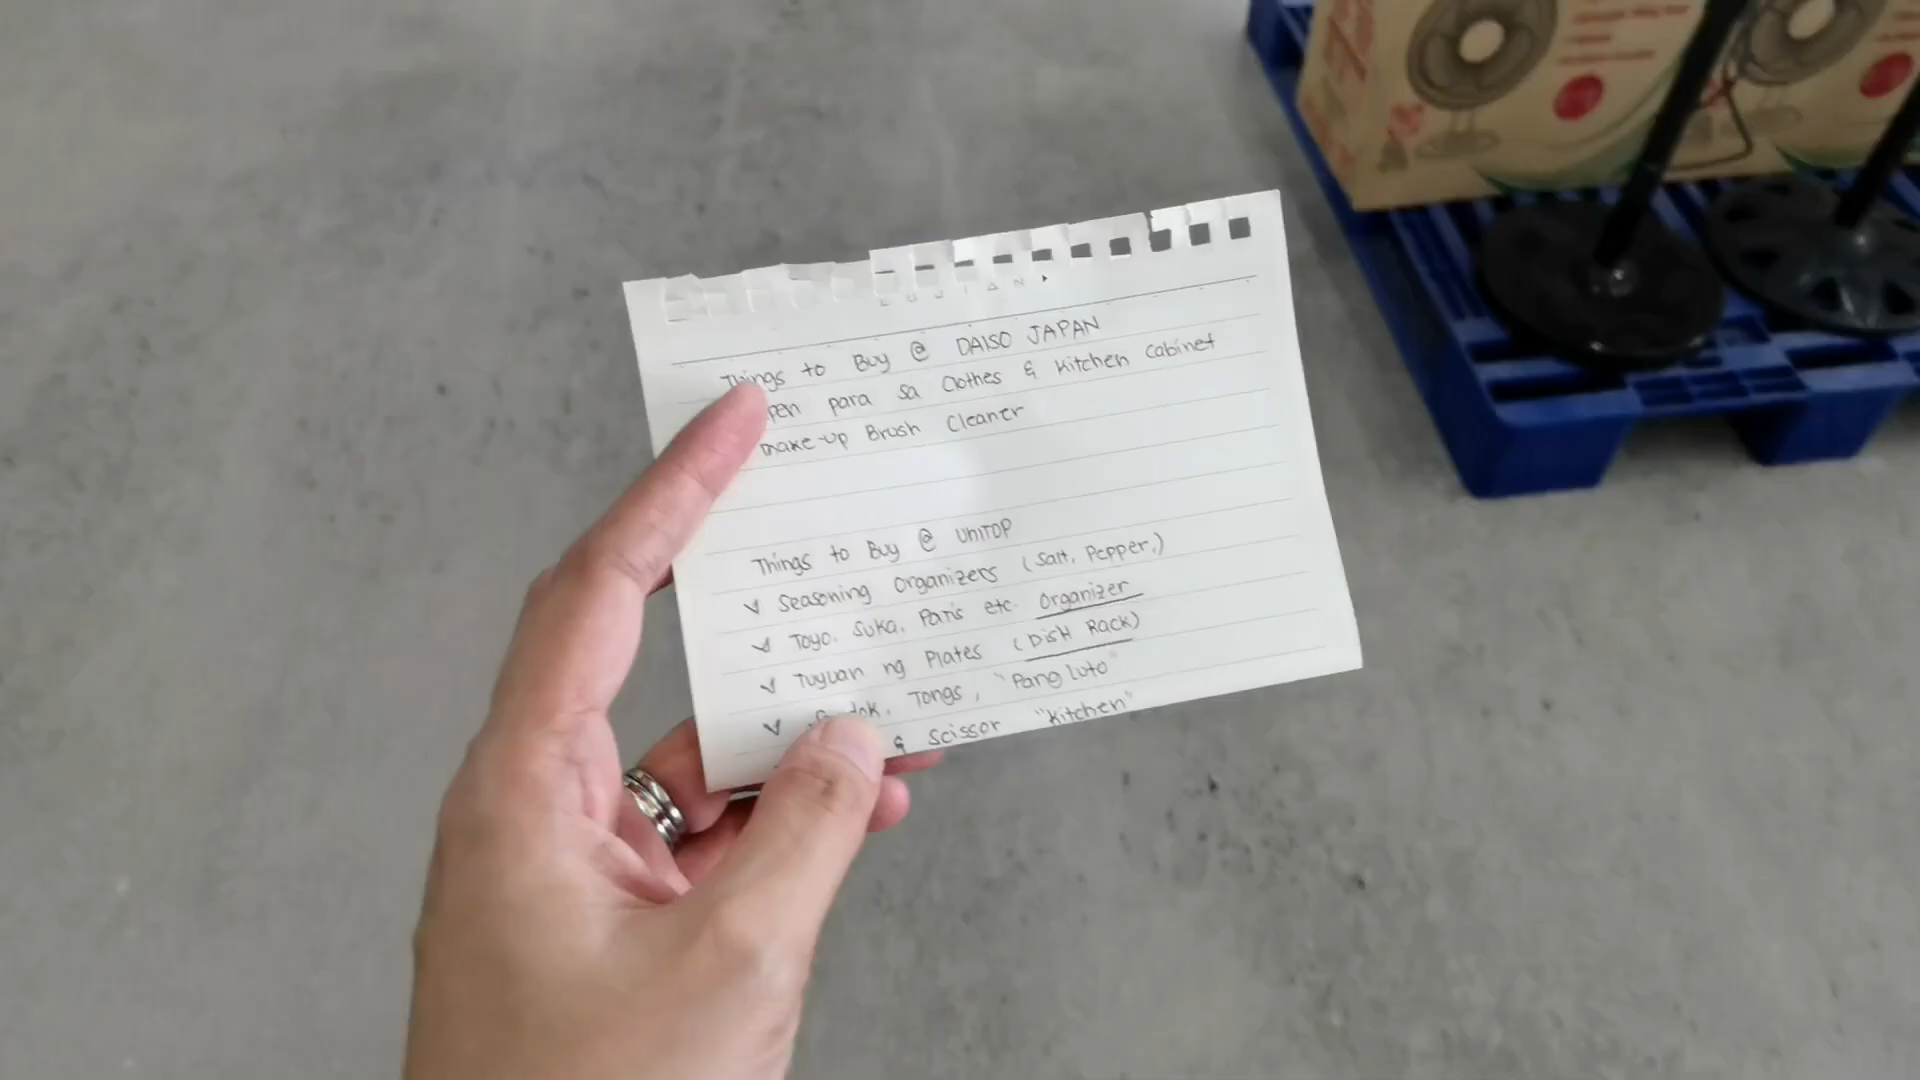 Things to Buy @ DAISO JAPAN
para sa Clothes & Kitchen Cabinet
make-up Brush Cleaner
Things to Buy @ UNITOP
✓ Seasoning Organizers (Salt, Pepper,)
✓ Toyo, Suka, Patis etc. Organizer
✓ Tuyuan ng Plates (DisH Rack)
✓ Tongs, "Pang luto"
& Scissor "Kitchen"